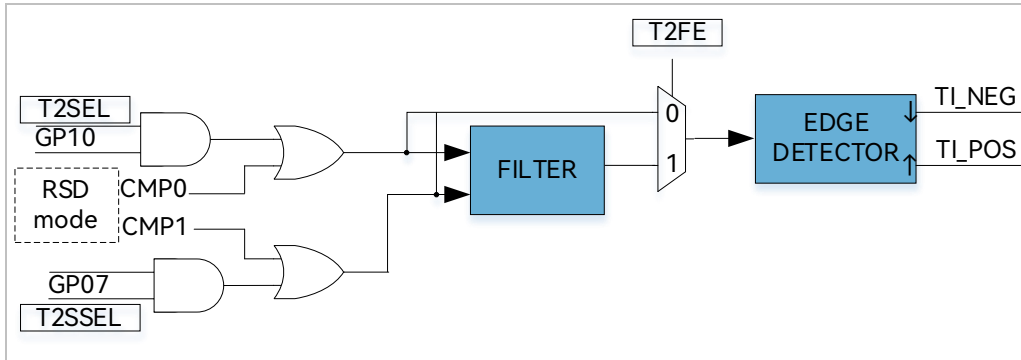 T2FE
T2SEL
GP10
RSD
mode
CMP0
CMP1
GP07
T2SSEL
FILTER
0
1
EDGE
DETECTOR
↓
↑
TI_NEG
TI_POS